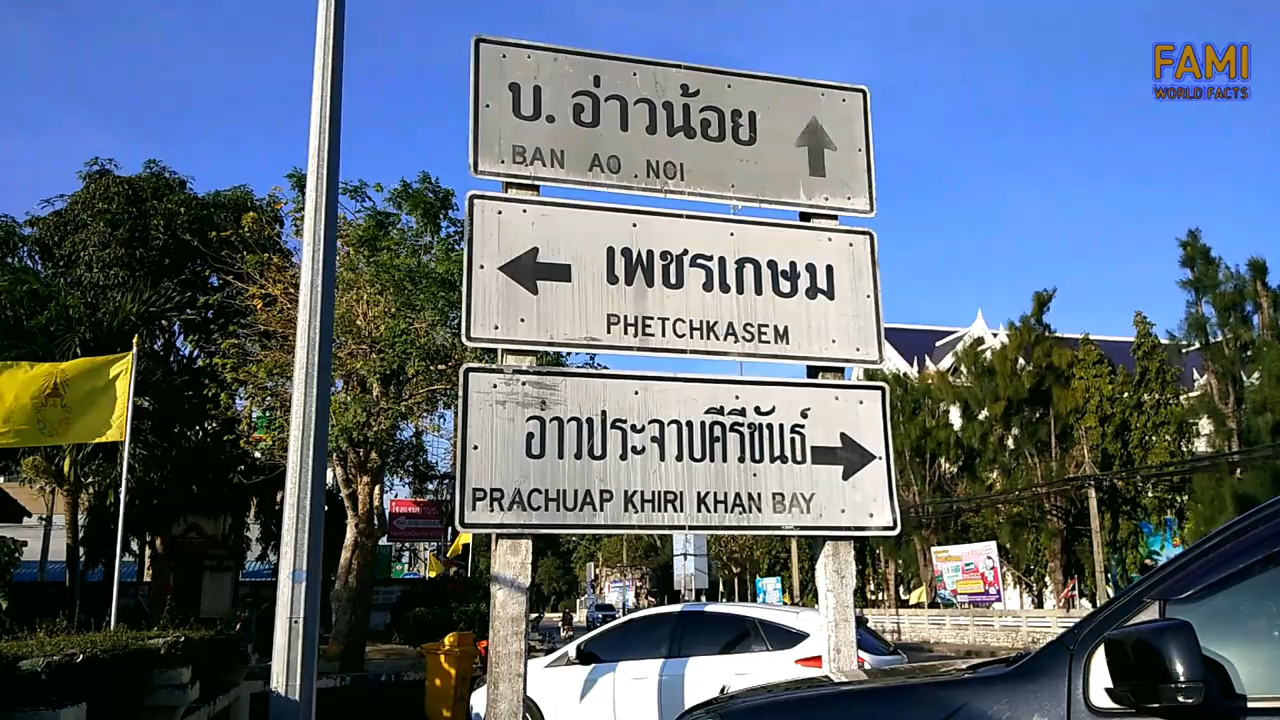 FAMI
WORLD FACTS
บ. อ่าวน้อย
BAN AO NOI
เพชรเกษม
PHETCHKASEM
อ่าวประจวบคีรีขันธ์
PRACHUAP KHIRI KHAN BAY